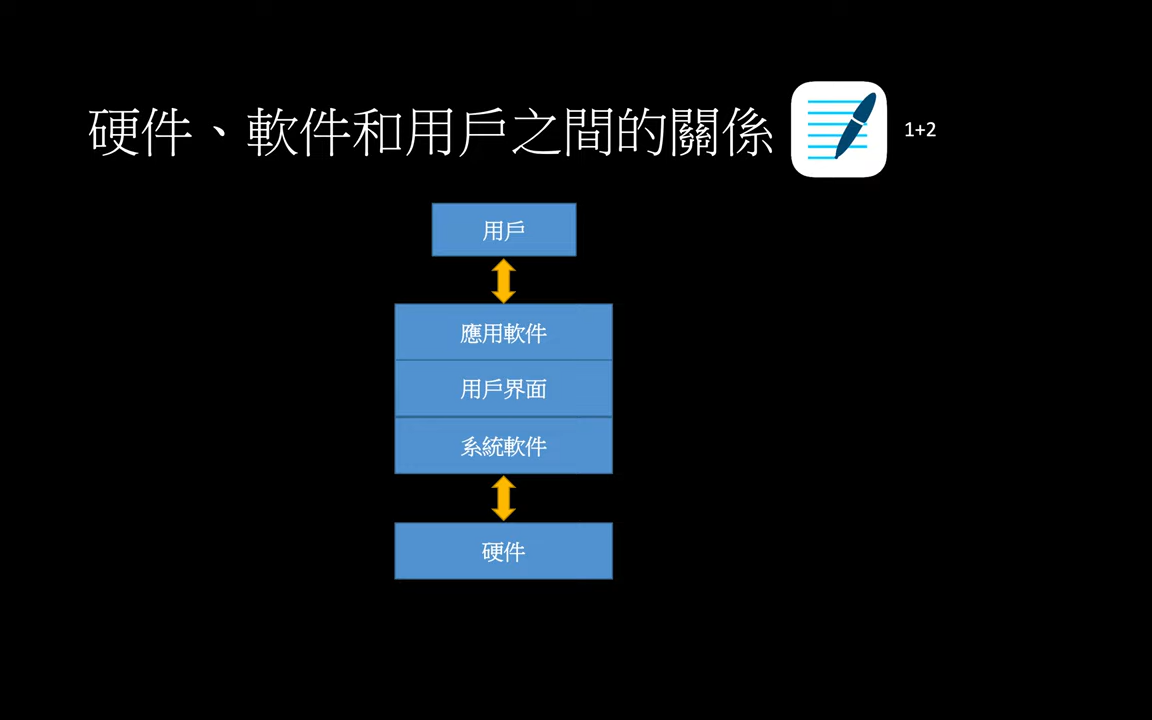 硬件、軟件和用戶之間的關係
1+2
用戶
應用軟件
用戶界面
系統軟件
硬件